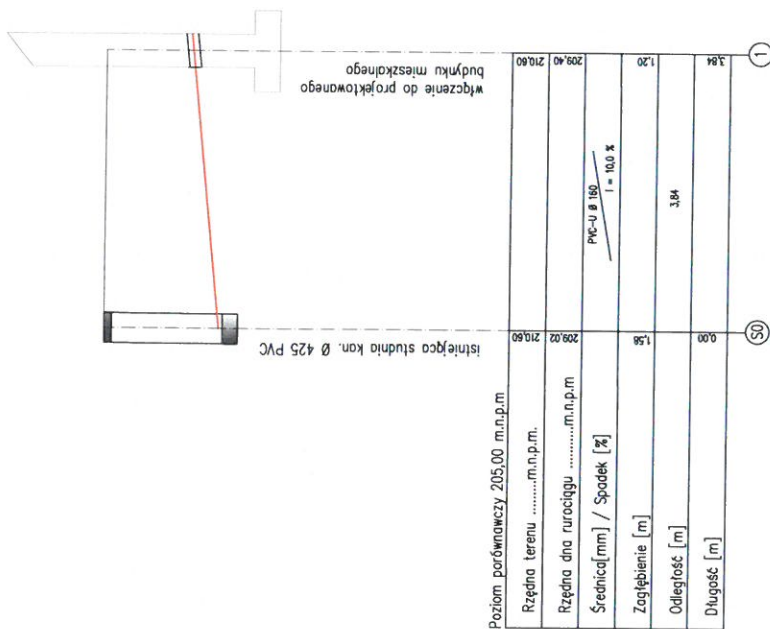 włączenie do projektowanego
budynku mieszkalnego
istniejąca studnia kan. Ø 425 PVC
Poziom porównawczy 205,00 m.n.p.m
Rzędna terenu .........m.n.p.m. 210,60 210,60
Rzędna dna rurociągu ..........m.n.p.m 209,02 209,40
Średnica[mm] / Spadek [%] PVC-U Ø 160 I = 10,0 %
Zagłębienie [m] 1,58 1,20
Odległość [m] 3,84
Długość [m] 0,00 3,84
S0 1